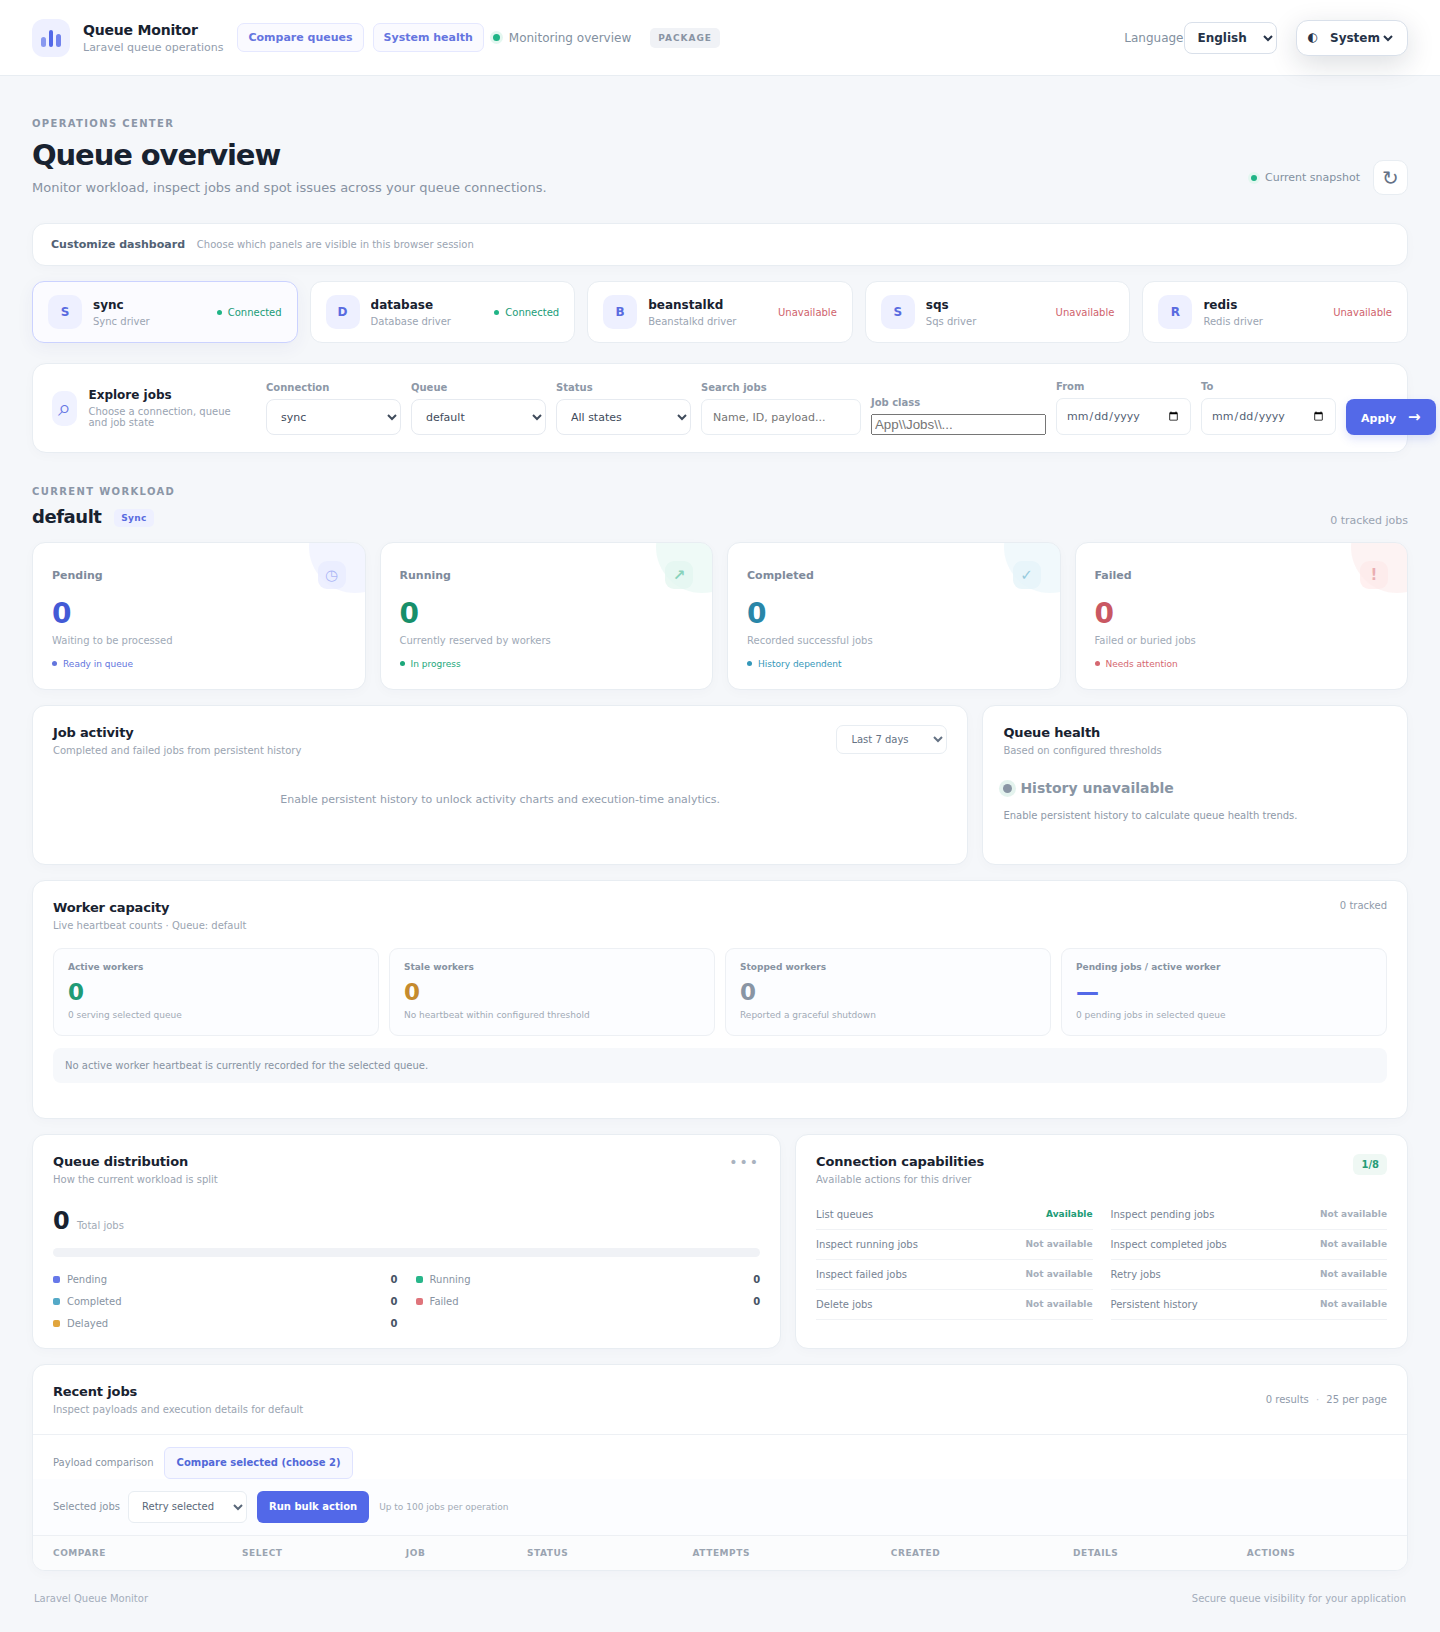 Queue Monitor
Laravel queue operations
Compare queues
System health
Monitoring overview
PACKAGE
Language
English
System
OPERATIONS CENTER
Queue overview
Monitor workload, inspect jobs and spot issues across your queue connections.
Current snapshot
Customize dashboard
Choose which panels are visible in this browser session
S
sync
Sync driver
Connected
D
database
Database driver
Connected
B
beanstalkd
Beanstalkd driver
Unavailable
S
sqs
Sqs driver
Unavailable
R
redis
Redis driver
Unavailable
Explore jobs
Choose a connection, queue
and job state
Connection
sync
Queue
default
Status
All states
Search jobs
Name, ID, payload...
Job class
App\\Jobs\\...
From
mm/dd/yyyy
To
mm/dd/yyyy
Apply →
CURRENT WORKLOAD
default
Sync
0 tracked jobs
Pending
0
Waiting to be processed
Ready in queue
Running
↗
0
Currently reserved by workers
In progress
Completed
✓
0
Recorded successful jobs
History dependent
Failed
!
0
Failed or buried jobs
Needs attention
Job activity
Completed and failed jobs from persistent history
Last 7 days
Enable persistent history to unlock activity charts and execution-time analytics.
Queue health
Based on configured thresholds
History unavailable
Enable persistent history to calculate queue health trends.
Worker capacity
Live heartbeat counts · Queue: default
0 tracked
Active workers
0
0 serving selected queue
Stale workers
0
No heartbeat within configured threshold
Stopped workers
0
Reported a graceful shutdown
Pending jobs / active worker
—
0 pending jobs in selected queue
No active worker heartbeat is currently recorded for the selected queue.
Queue distribution
How the current workload is split
•••
0 Total jobs
Pending 0
Running 0
Completed 0
Failed 0
Delayed 0
Connection capabilities
Available actions for this driver
1/8
List queues Available
Inspect pending jobs Not available
Inspect running jobs Not available
Inspect completed jobs Not available
Inspect failed jobs Not available
Retry jobs Not available
Delete jobs Not available
Persistent history Not available
Recent jobs
Inspect payloads and execution details for default
0 results · 25 per page
Payload comparison
Compare selected (choose 2)
Selected jobs
Retry selected
Run bulk action
Up to 100 jobs per operation
COMPARE SELECT JOB STATUS ATTEMPTS CREATED DETAILS ACTIONS
Laravel Queue Monitor
Secure queue visibility for your application